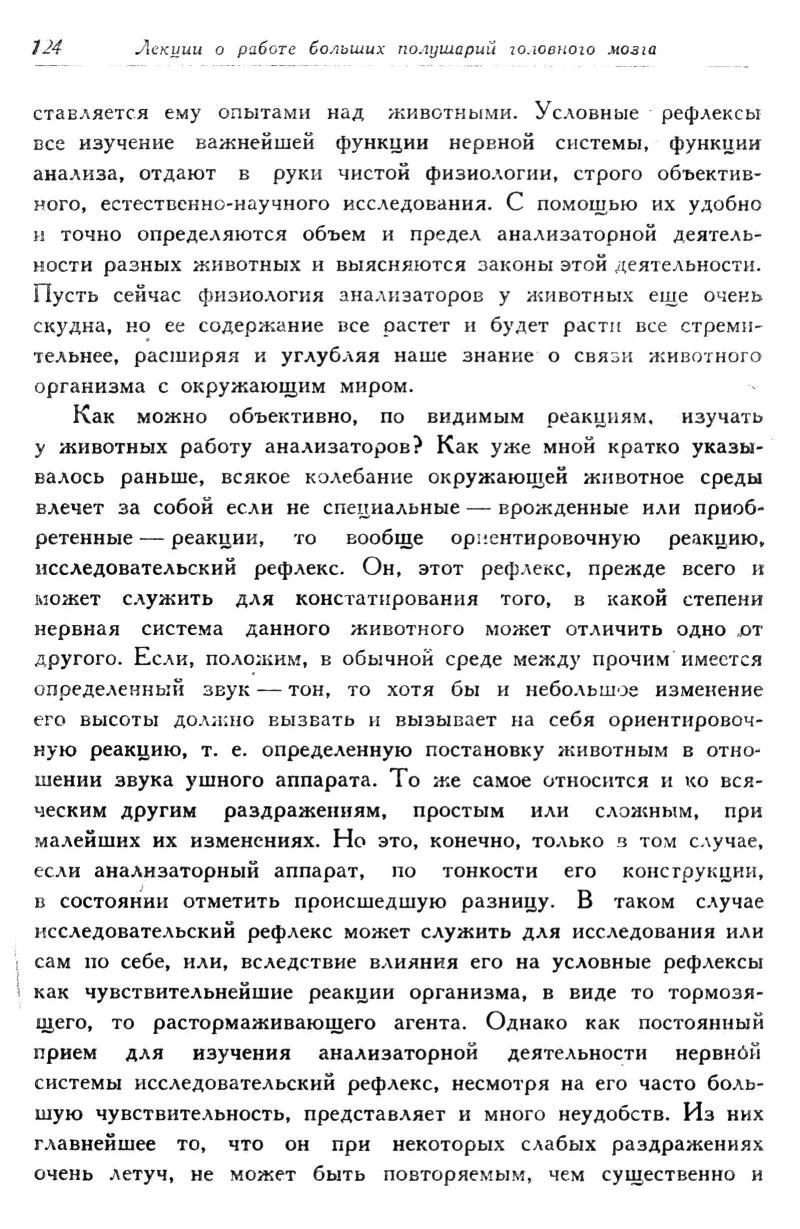 124 Лекции о работе больших полушарий головного мозга
ставляется ему опытами над животными. Условные рефлексы
все изучение важнейшей функции нервной системы, функции
анализа, отдают в руки чистой физиологии, строго объектив-
ного, естественно-научного исследования. С помощью их удобно
и точно определяются объем и предел анализаторной деятель-
ности разных животных и выясняются законы этой деятельности.
Пусть сейчас физиология анализаторов у животных еще очень
скудна, но ее содержание все растет и будет расти все стреми-
тельнее, расширяя и углубляя наше знание о связи животного
организма с окружающим миром.
Как можно объективно, по видимым реакциям, изучать
у животных работу анализаторов? Как уже мной кратко указы-
валось раньше, всякое колебание окружающей животное среды
влечет за собой если не специальные — врожденные или приоб-
ретенные — реакции, то вообще ориентировочную реакцию,
исследовательский рефлекс. Он, этот рефлекс, прежде всего и
может служить для констатирования того, в какой степени
нервная система данного животного может отличить одно от
другого. Если, положим, в обычной среде между прочим имеется
определенный звук — тон, то хотя бы и небольшое изменение
его высоты должно вызвать и вызывает на себя ориентировоч-
ную реакцию, т. е. определенную постановку животным в отно-
шении звука ушного аппарата. То же самое относится и ко вся-
ческим другим раздражениям, простым или сложным, при
малейших их изменениях. Но это, конечно, только в том случае,
если анализаторный аппарат, по тонкости его конструкции,
в состоянии отметить происшедшую разницу. В таком случае
исследовательский рефлекс может служить для исследования или
сам по себе, или, вследствие влияния его на условные рефлексы
как чувствительнейшие реакции организма, в виде то тормозя-
щего, то растормаживающего агента. Однако как постоянный
прием для изучения анализаторной деятельности нервной
системы исследовательский рефлекс, несмотря на его часто боль-
шую чувствительность, представляет и много неудобств. Из них
главнейшее то, что он при некоторых слабых раздражениях
очень летуч, не может быть повторяемым, чем существенно и